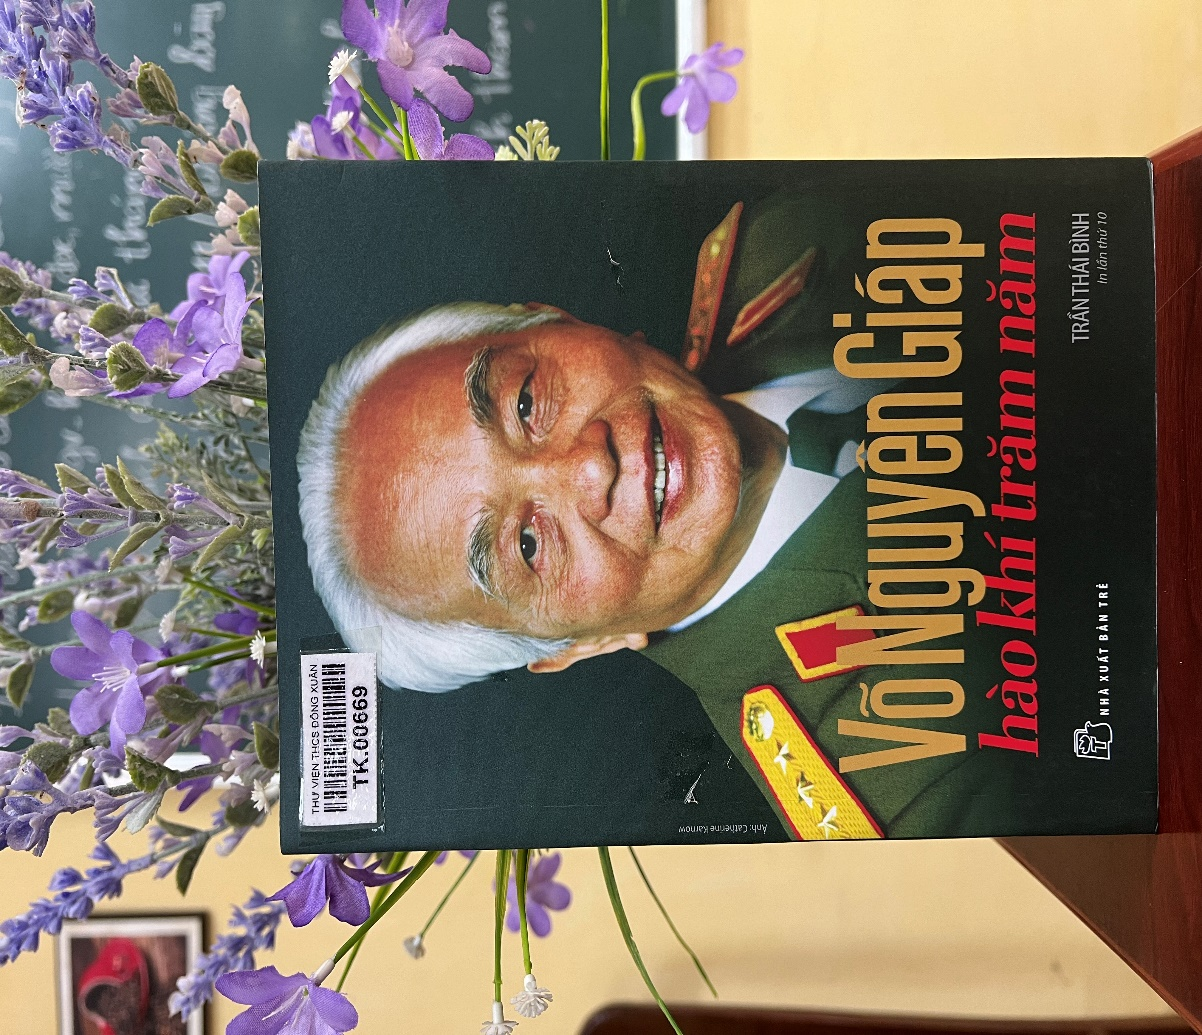 THƯ VIỆN THCS ĐỒNG XUÂN
TK.00669
Ảnh: Catherine Karnow
Võ Nguyên Giáp
hào khí trăm năm
TRẦN THÁI BÌNH
In lần thứ 10
NHÀ XUẤT BẢN TRẺ